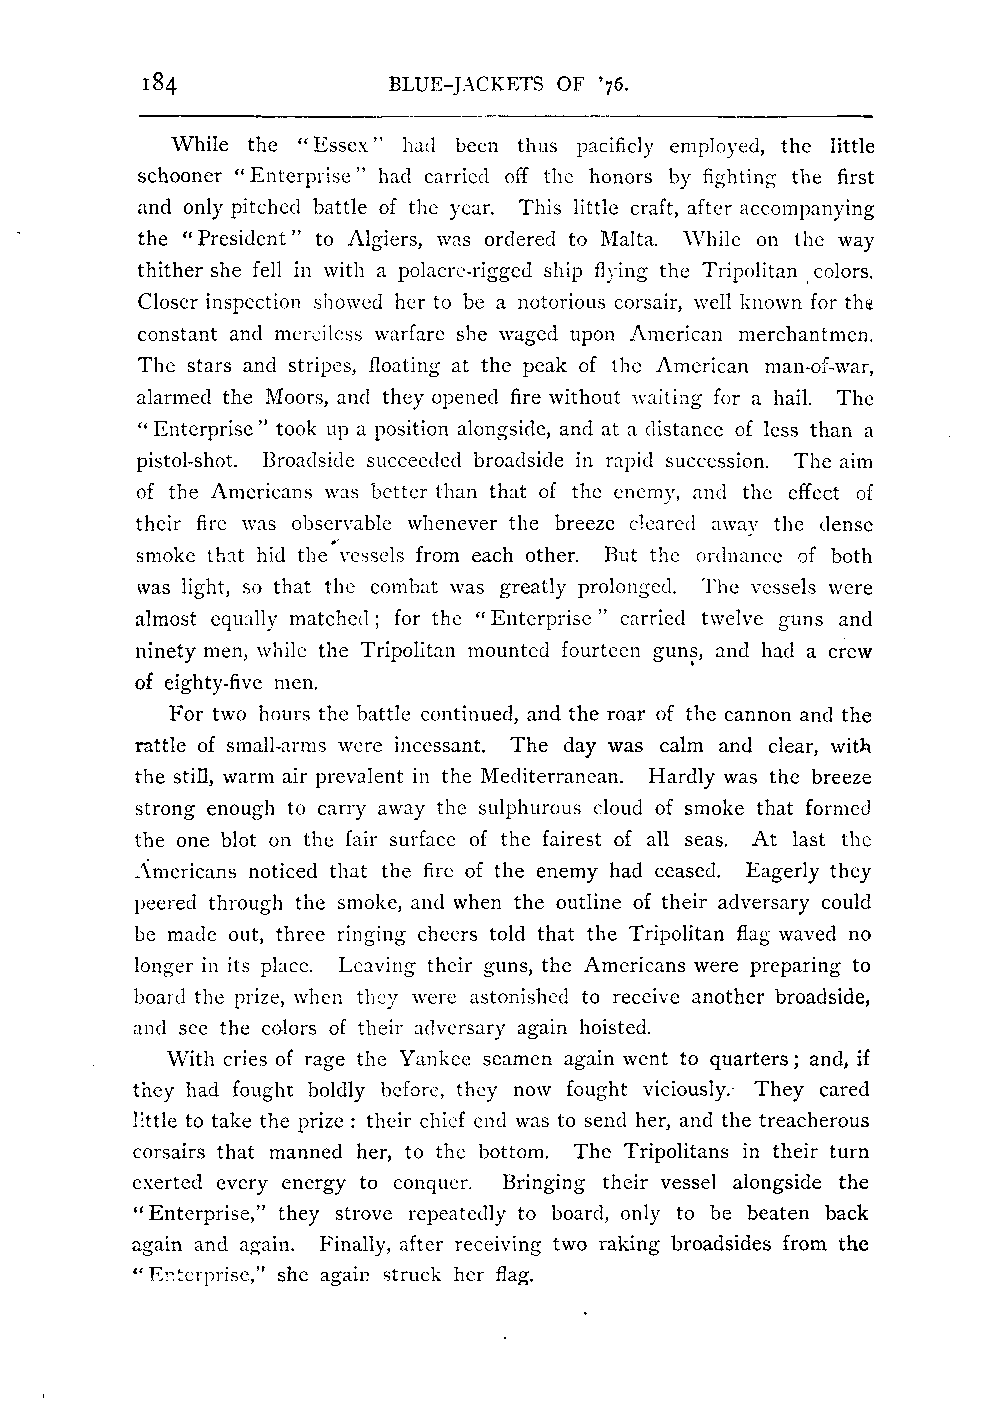 184 BLUE-JACKETS OF '76.
While the "Essex" had been thus pacificly employed, the little
schooner "Enterprise" had carried off the honors by fighting the first
and only pitched battle of the year. This little craft, after accompanying
the "President" to Algiers, was ordered to Malta. While on the way
thither she fell in with a polacre-rigged ship flying the Tripolitan colors.
Closer inspection showed her to be a notorious corsair, well known for the
constant and merciless warfare she waged upon American merchantmen.
The stars and stripes, floating at the peak of the American man-of-war,
alarmed the Moors, and they opened fire without waiting for a hail. The
"Enterprise" took up a position alongside, and at a distance of less than a
pistol-shot. Broadside succeeded broadside in rapid succession. The aim
of the Americans was better than that of the enemy, and the effect of
their fire was observable whenever the breeze cleared away the dense
smoke that hid the vessels from each other. But the ordnance of both
was light, so that the combat was greatly prolonged. The vessels were
almost equally matched; for the "Enterprise" carried twelve guns and
ninety men, while the Tripolitan mounted fourteen guns, and had a crew
of eighty-five men.
For two hours the battle continued, and the roar of the cannon and the
rattle of small-arms were incessant. The day was calm and clear, with
the still, warm air prevalent in the Mediterranean. Hardly was the breeze
strong enough to carry away the sulphurous cloud of smoke that formed
the one blot on the fair surface of the fairest of all seas. At last the
Americans noticed that the fire of the enemy had ceased. Eagerly they
peered through the smoke, and when the outline of their adversary could
be made out, three ringing cheers told that the Tripolitan flag waved no
longer in its place. Leaving their guns, the Americans were preparing to
board the prize, when they were astonished to receive another broadside,
and see the colors of their adversary again hoisted.
With cries of rage the Yankee seamen again went to quarters; and, if
they had fought boldly before, they now fought viciously. They cared
little to take the prize: their chief end was to send her, and the treacherous
corsairs that manned her, to the bottom. The Tripolitans in their turn
exerted every energy to conquer. Bringing their vessel alongside the
"Enterprise," they strove repeatedly to board, only to be beaten back
again and again. Finally, after receiving two raking broadsides from the
"Enterprise," she again struck her flag.